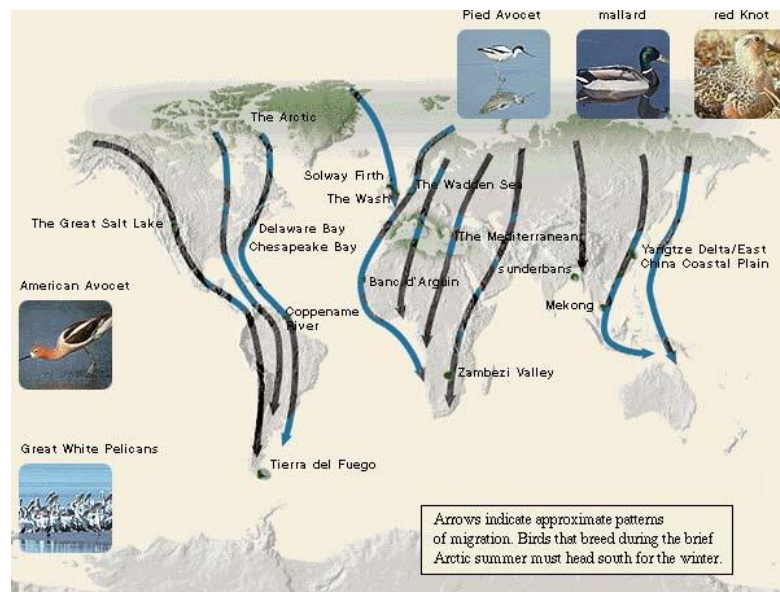 Pied Avocet
mallard
red Knot
The Arctic
Solway Firth
The Wash
The Wadden Sea
The Great Salt Lake
Delaware Bay
Chesapeake Bay
The Mediterranean
Yangtze Delta/East
China Coastal Plain
sunderbans
Banc d'Arguin
American Avocet
Mekong
Coppename
River
Zambezi Valley
Great White Pelicans
Tierra del Fuego
Arrows indicate approximate patterns
of migration. Birds that breed during the brief
Arctic summer must head south for the winter.